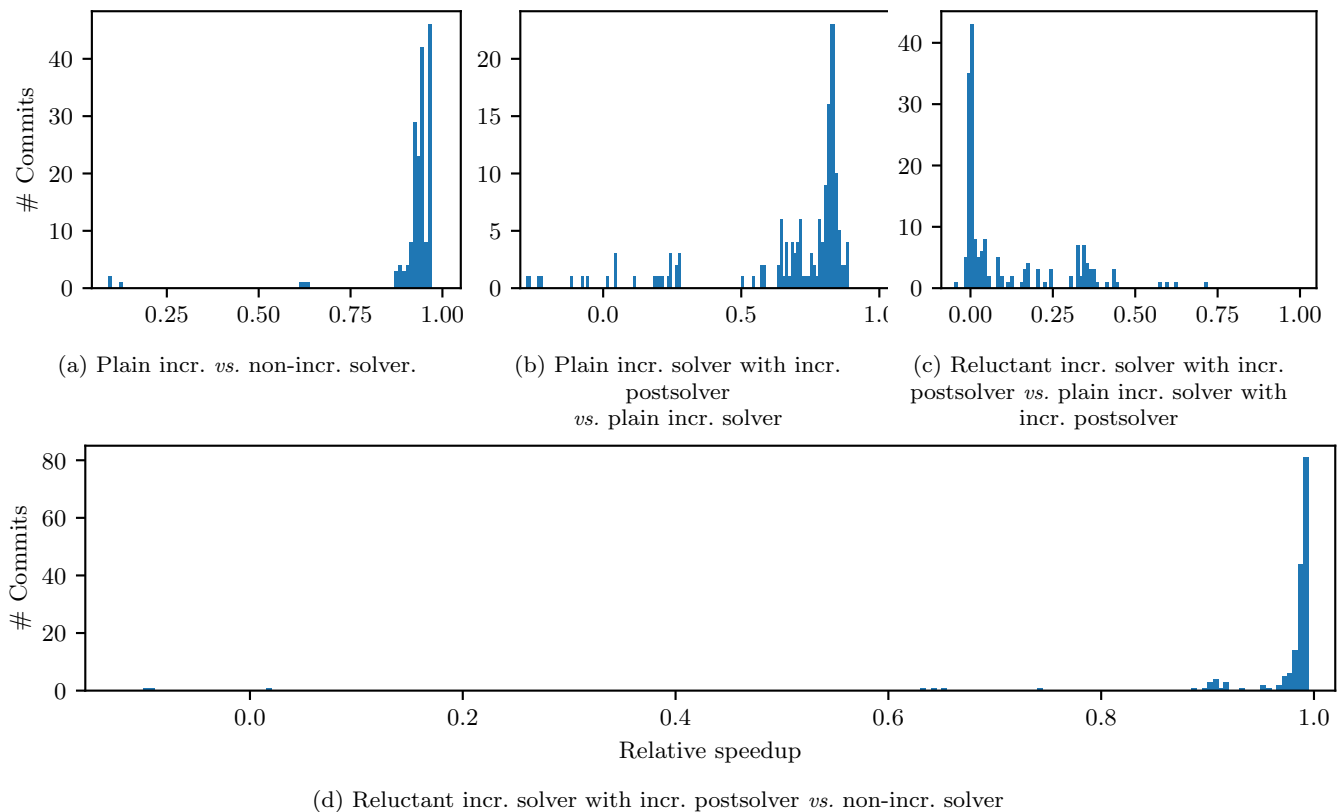 # Commits
40
30
20
10
0
0.25 0.50 0.75 1.00
20
15
10
5
0
0.0 0.5 1.0
40
30
20
10
0
0.00 0.25 0.50 0.75 1.00
(a) Plain incr. vs. non-incr. solver.
(b) Plain incr. solver with incr.
postsolver
vs. plain incr. solver
(c) Reluctant incr. solver with incr.
postsolver vs. plain incr. solver with
incr. postsolver
# Commits
80
60
40
20
0
0.0 0.2 0.4 0.6 0.8 1.0
Relative speedup
(d) Reluctant incr. solver with incr. postsolver vs. non-incr. solver